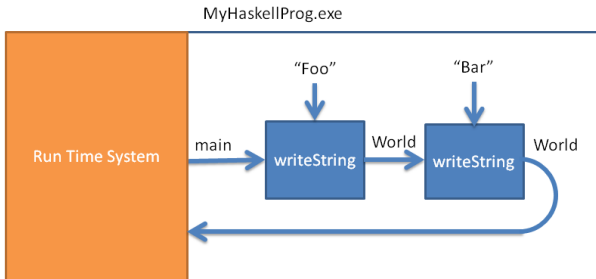 MyHaskellProg.exe
“Foo”
“Bar”
main
World
World
Run Time System
writeString
writeString